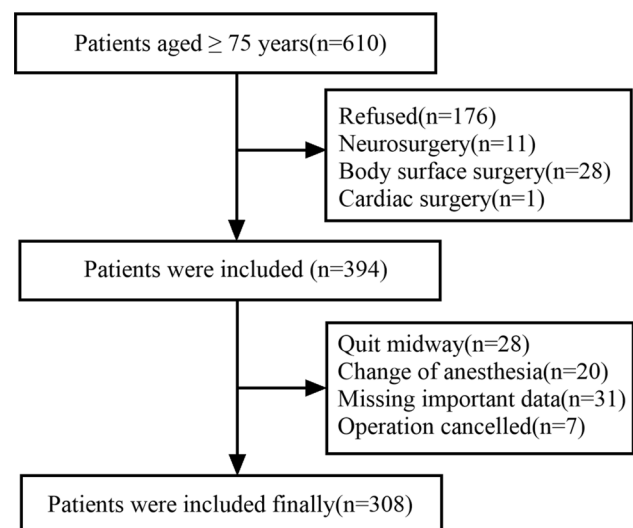 Patients aged ≥ 75 years(n=610)
Refused(n=176)
Neurosurgery(n=11)
Body surface surgery(n=28)
Cardiac surgery(n=1)
Patients were included (n=394)
Quit midway(n=28)
Change of anesthesia(n=20)
Missing important data(n=31)
Operation cancelled(n=7)
Patients were included finally(n=308)